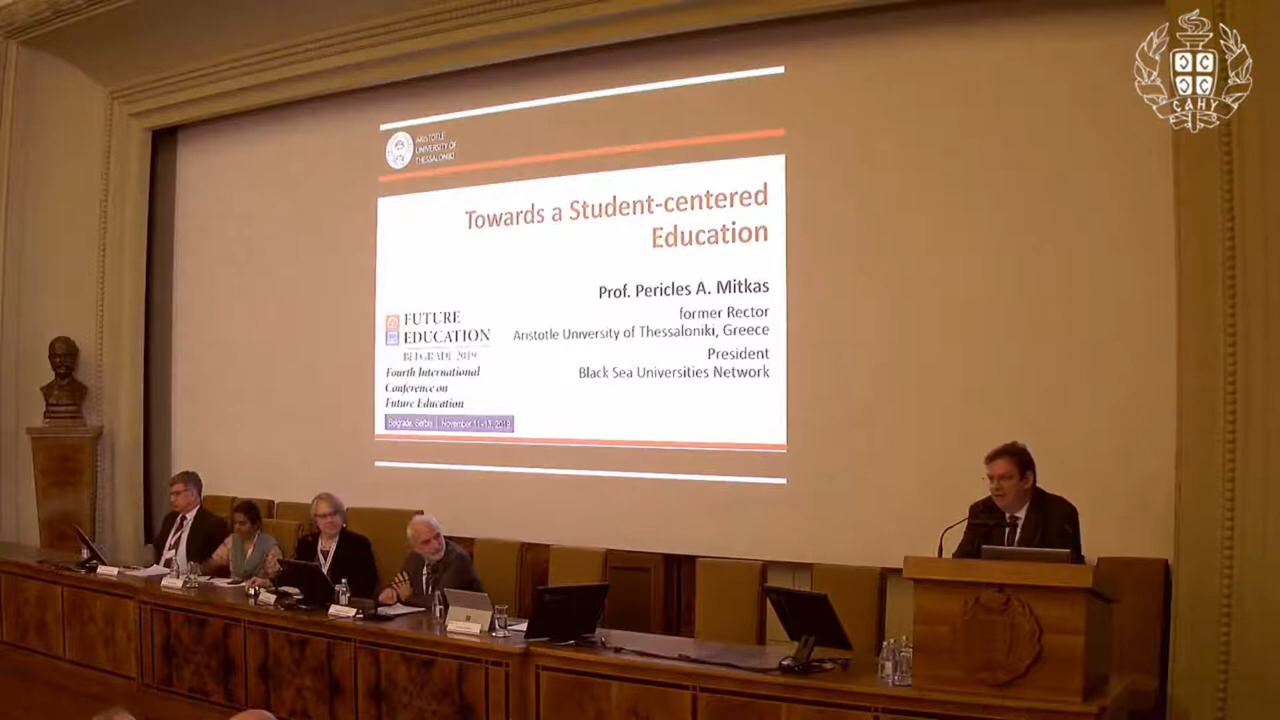 ARISTOTLE
UNIVERSITY OF
THESSALONIKI
Towards a Student-centered
Education
Prof. Pericles A. Mitkas
former Rector
Aristotle University of Thessaloniki, Greece
President
Black Sea Universities Network
FUTURE
EDUCATION
BELGRADE 2019
Fourth International
Conference on
Future Education
Belgrade, Serbia | November 11-13, 2019
САНУ